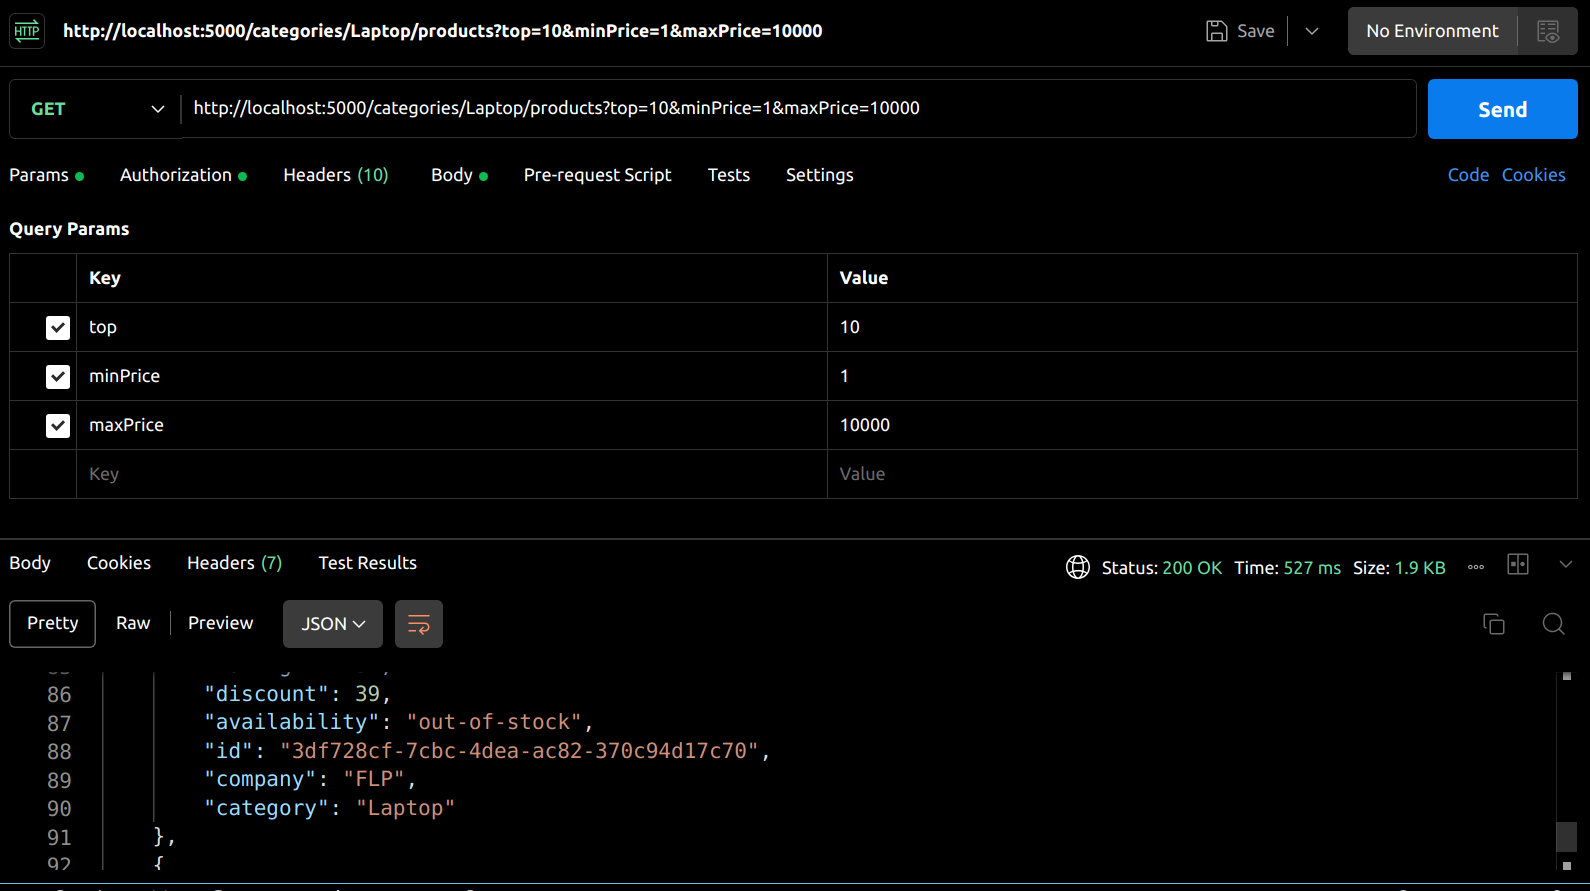 HTTP http://localhost:5000/categories/Laptop/products?top=10&minPrice=1&maxPrice=10000 Save No Environment
GET http://localhost:5000/categories/Laptop/products?top=10&minPrice=1&maxPrice=10000 Send
Params Authorization Headers (10) Body Pre-request Script Tests Settings Code Cookies
Query Params
Key Value
top 10
minPrice 1
maxPrice 10000
Key Value
Body Cookies Headers (7) Test Results Status: 200 OK Time: 527 ms Size: 1.9 KB
Pretty Raw Preview JSON
86 "discount": 39,
87 "availability": "out-of-stock",
88 "id": "3df728cf-7cbc-4dea-ac82-370c94d17c70",
89 "company": "FLP",
90 "category": "Laptop"
91 },
92 {